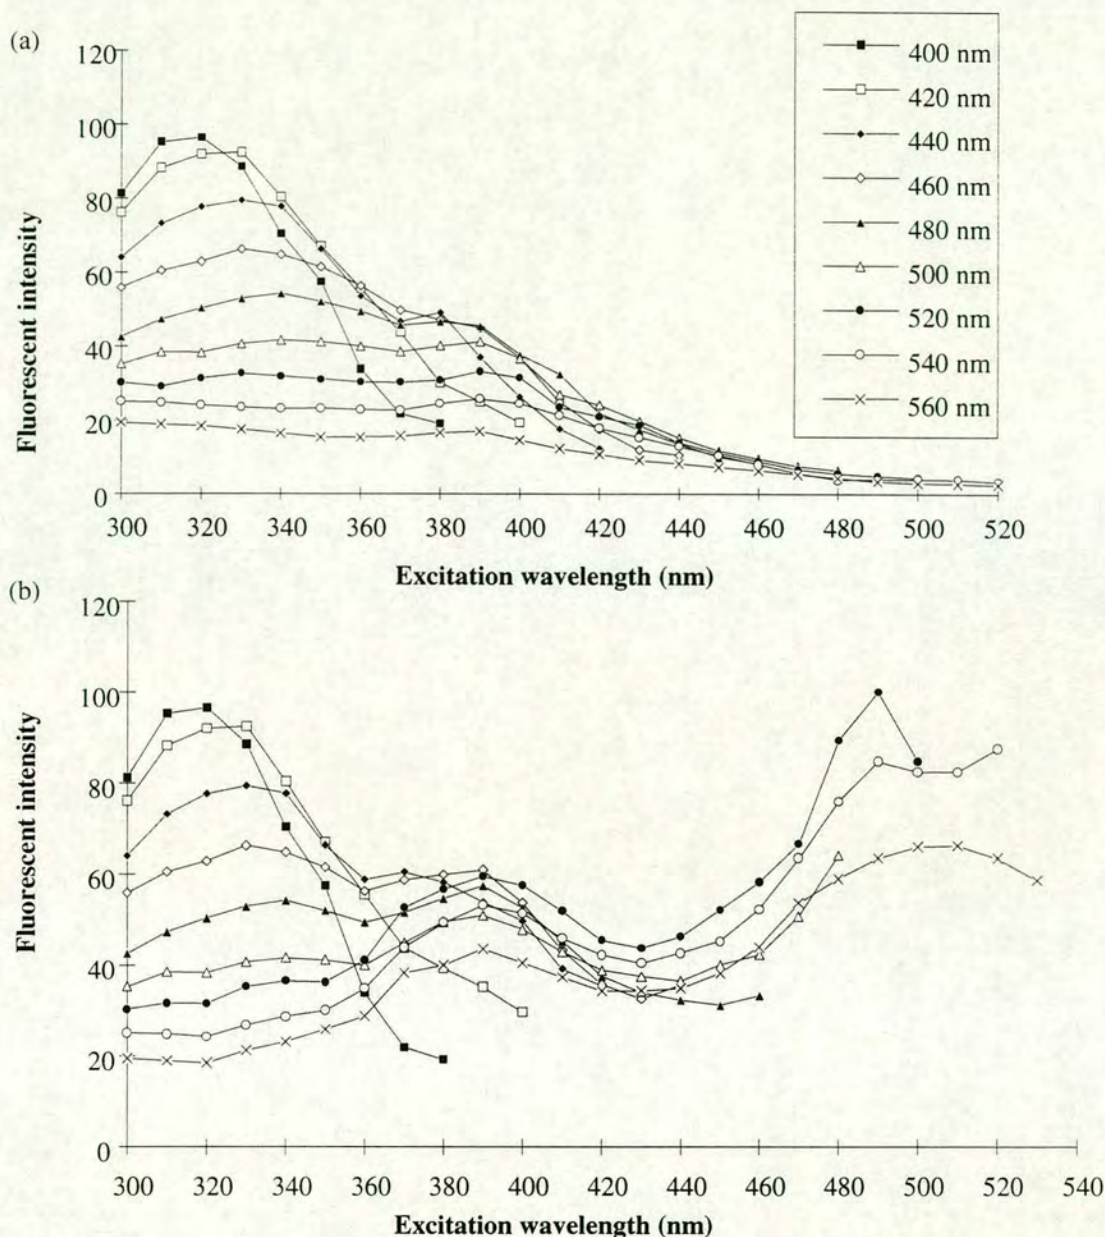 (a)
120
100
80
60
40
20
0
Fluorescent intensity
300 320 340 360 380 400 420 440 460 480 500 520
Excitation wavelength (nm)
400 nm
420 nm
440 nm
460 nm
480 nm
500 nm
520 nm
540 nm
560 nm
(b)
120
100
80
60
40
20
0
Fluorescent intensity
300 320 340 360 380 400 420 440 460 480 500 520 540
Excitation wavelength (nm)